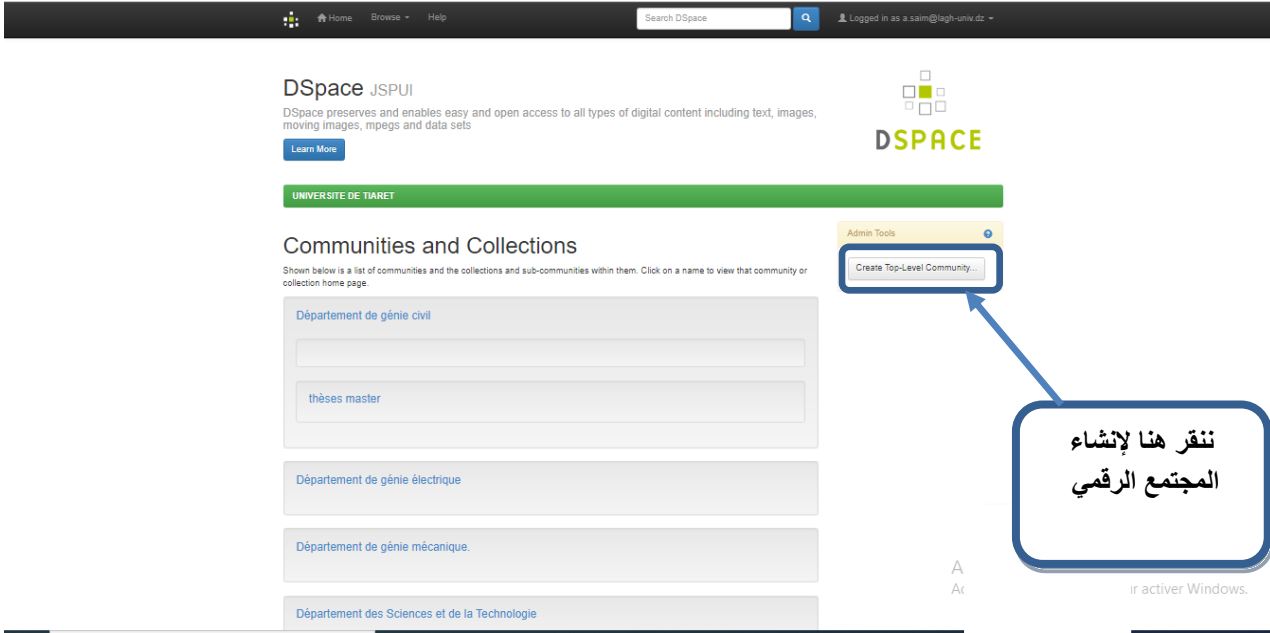 Home Browse Help Search DSpace Logged in as a.saim@lagh-univ.dz
DSpace JSPUI
DSpace preserves and enables easy and open access to all types of digital content including text, images,
moving images, mpegs and data sets
Learn More
DSPACE
UNIVERSITE DE TIARET
Communities and Collections
Shown below is a list of communities and the collections and sub-communities within them. Click on a name to view that community or
collection home page.
Admin Tools
Create Top-Level Community...
Département de génie civil
thèses master
Département de génie électrique
Département de génie mécanique.
Département des Sciences et de la Technologie
ننقر هنا لإنشاء
المجتمع الرقمي
activer Windows.